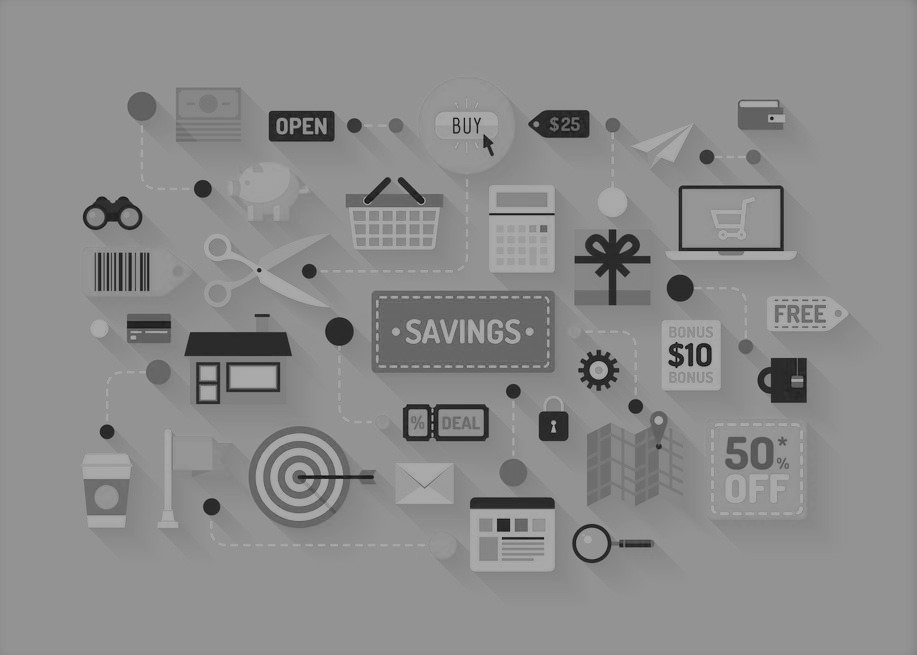 OPEN
BUY
$25
SAVINGS
FREE
BONUS
$10
BONUS
% DEAL
50*%
OFF